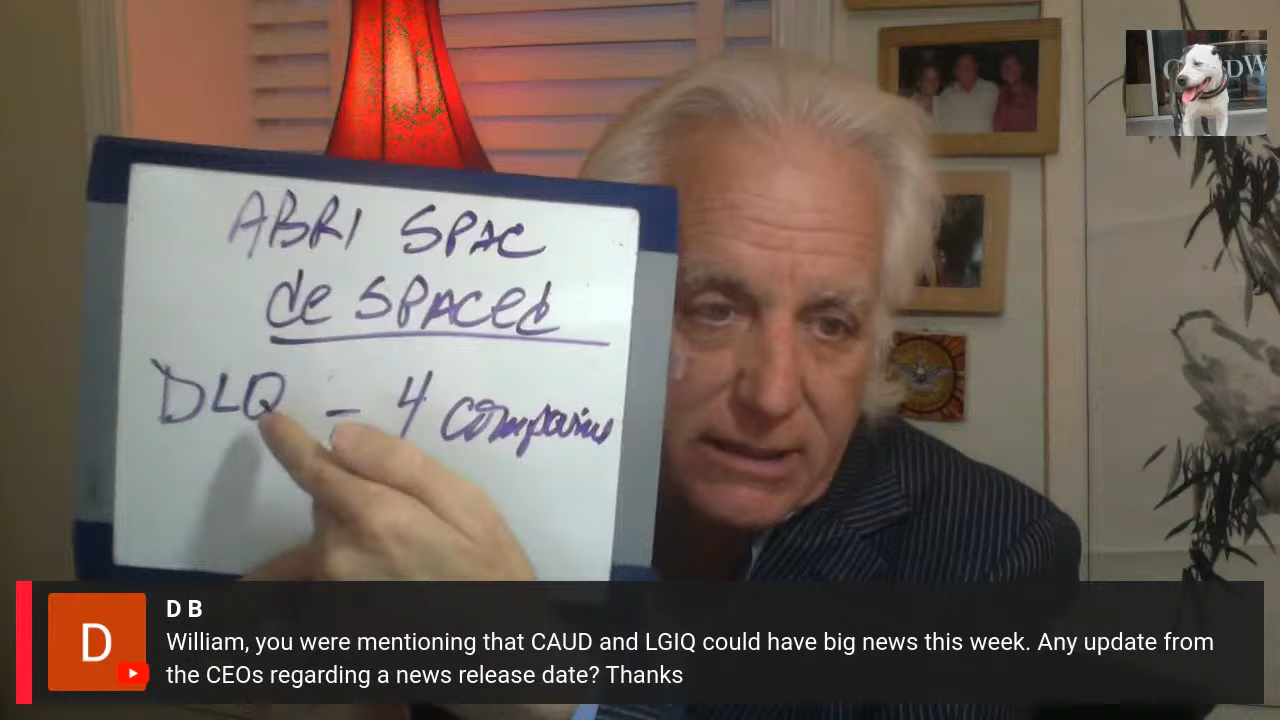 ABRI SPAC
de SPACed
DLQ - 4 companies
D
D B
William, you were mentioning that CAUD and LGIQ could have big news this week. Any update from
the CEOs regarding a news release date? Thanks